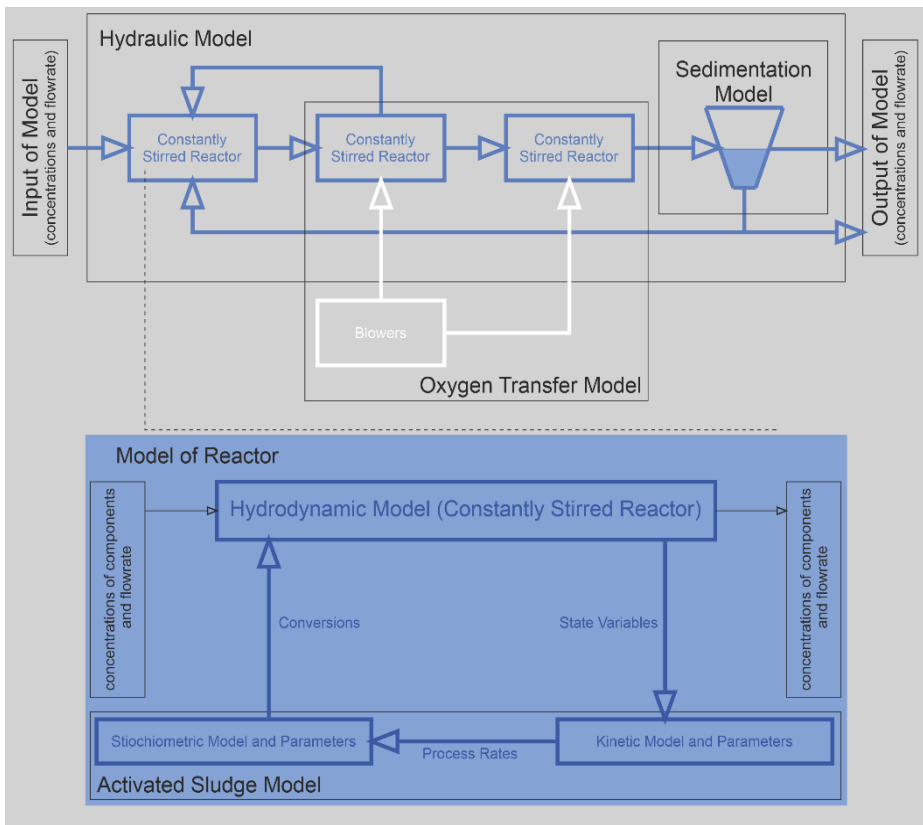 Hydraulic Model
Input of Model
(concentrations and flowrate)
Constantly
Stirred Reactor
Constantly
Stirred Reactor
Constantly
Stirred Reactor
Sedimentation
Model
Output of Model
(concentrations and flowrate)
Blowers
Oxygen Transfer Model
Model of Reactor
concentrations of components
and flowrate
Hydrodynamic Model (Constantly Stirred Reactor)
concentrations of components
and flowrate
Conversions
State Variables
Stiochiometric Model and Parameters
Process Rates
Kinetic Model and Parameters
Activated Sludge Model